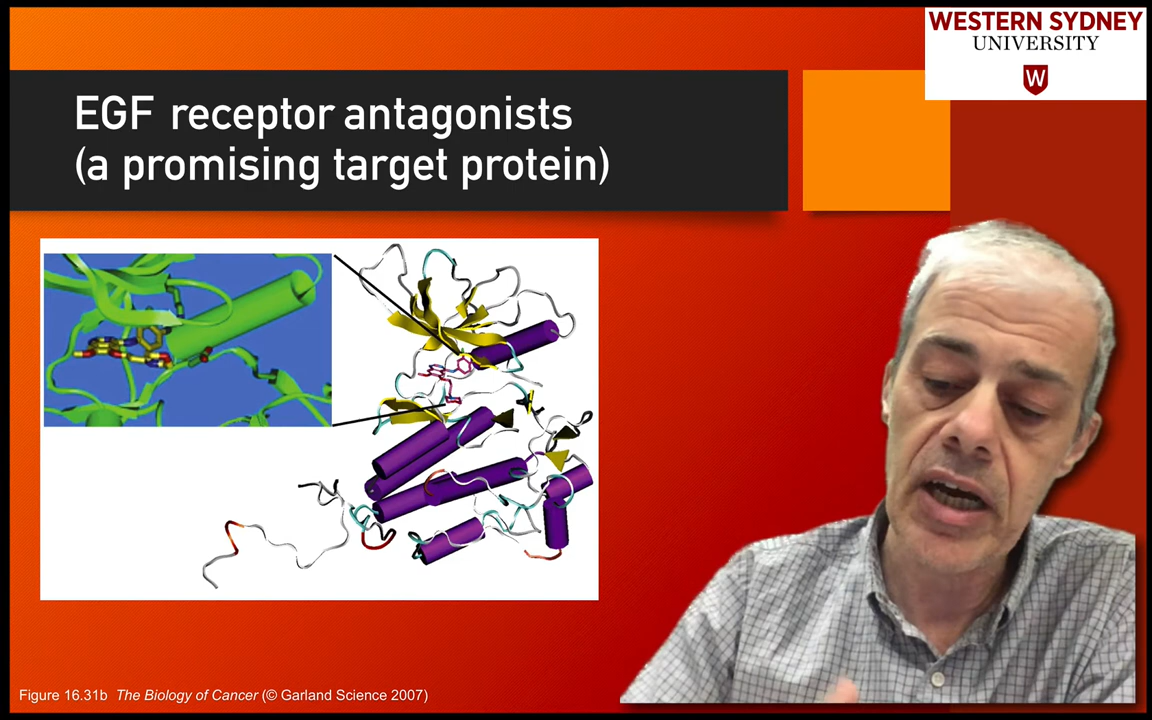 WESTERN SYDNEY
UNIVERSITY
W
EGF receptor antagonists
(a promising target protein)
Figure 16.31b The Biology of Cancer (© Garland Science 2007)